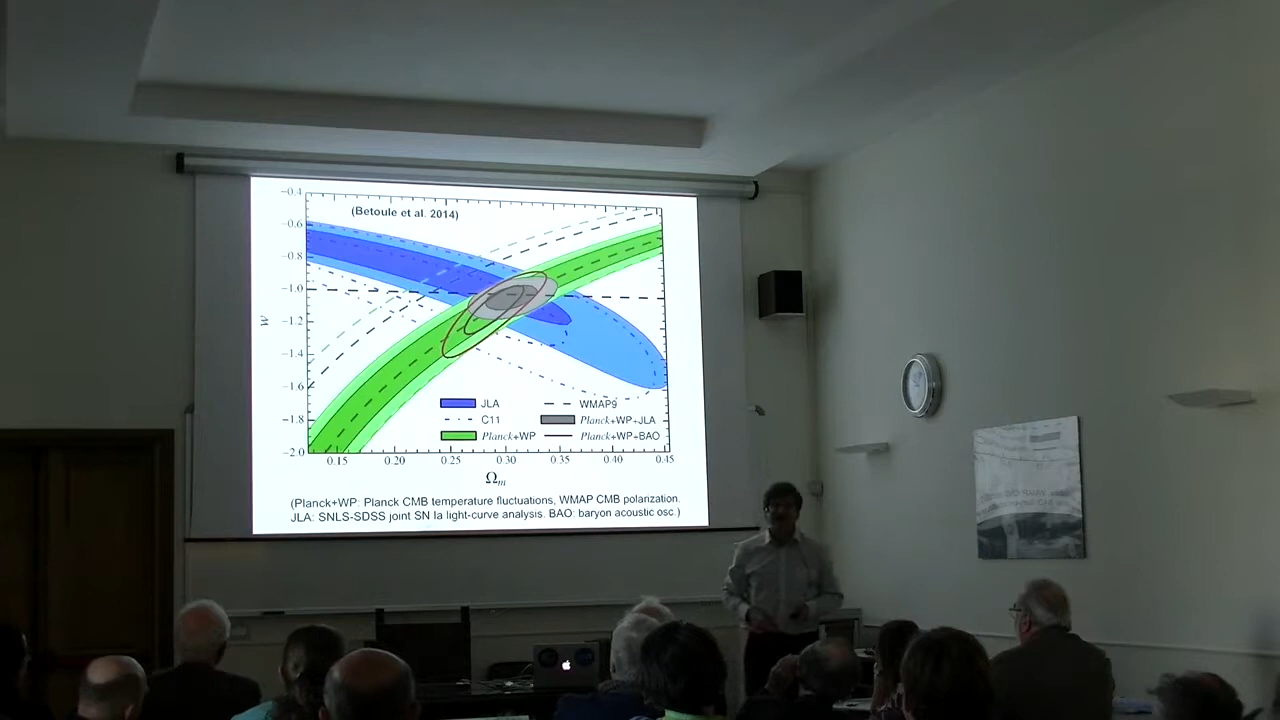 (Betoule et al. 2014)
−0.4
−0.6
−0.8
−1.0
−1.2
−1.4
−1.6
−1.8
−2.0
w
0.15 0.20 0.25 0.30 0.35 0.40 0.45
Ωm
JLA
C11
Planck+WP
WMAP9
Planck+WP+JLA
Planck+WP+BAO
(Planck+WP: Planck CMB temperature fluctuations, WMAP CMB polarization.
JLA: SNLS-SDSS joint SN Ia light-curve analysis. BAO: baryon acoustic osc.)